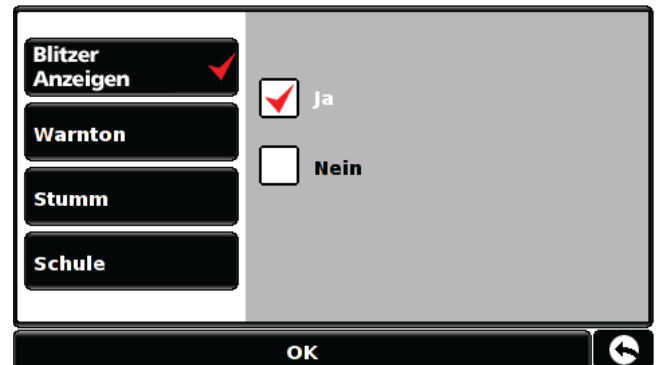 Blitzer
Anzeigen
Warnton
Stumm
Schule
Ja
Nein
OK